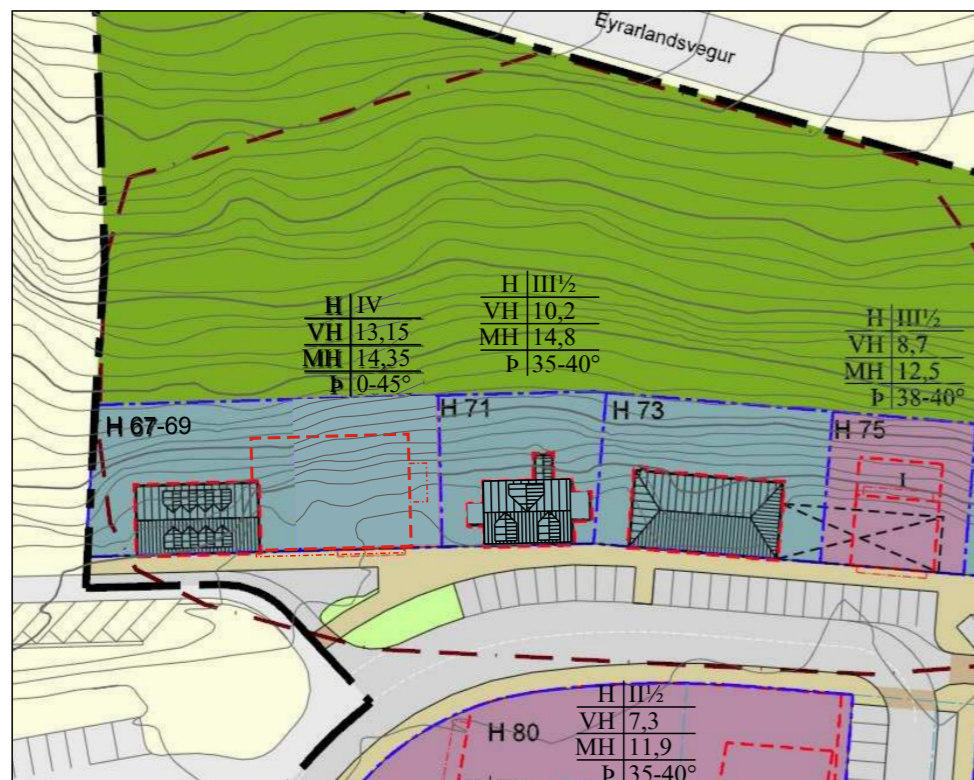 Eyrarlandsvegur
H IV
VH 13,15
MH 14,35
Þ 0-45°
H III½
VH 10,2
MH 14,8
Þ 35-40°
H III½
VH 8,7
MH 12,5
Þ 38-40°
H 67-69
H 71
H 73
H 75
I
H 80
H II½
VH 7,3
MH 11,9
Þ 35-40°